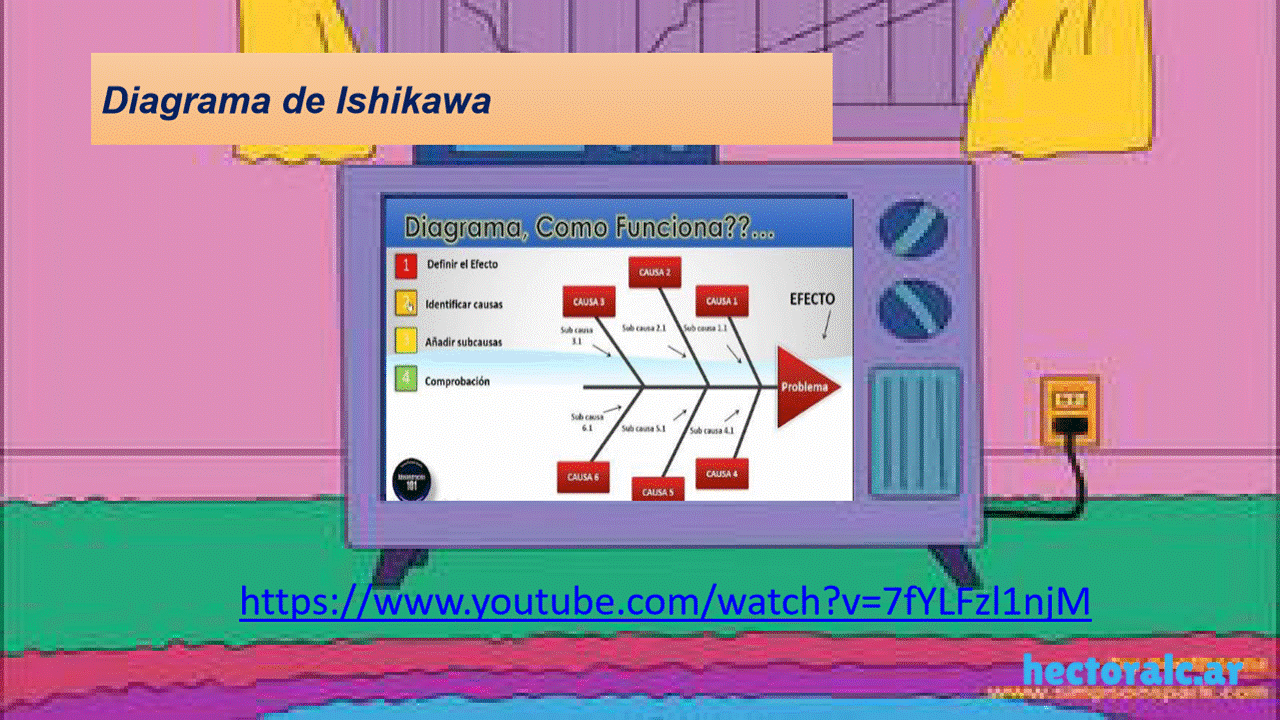 Diagrama de Ishikawa
Diagrama, Como Funciona??...
1 Definir el Efecto
2 Identificar causas
3 Añadir subcausas
4 Comprobación
CAUSA 2
CAUSA 3
CAUSA 1
EFECTO
Sub causa
3.1
Sub causa 2.1
Sub causa 1.1
Problema
Sub causa
6.1
Sub causa 5.1
Sub causa 4.1
CAUSA 6
CAUSA 5
CAUSA 4
101
https://www.youtube.com/watch?v=7fYLFzl1njM
hectoralc.ar